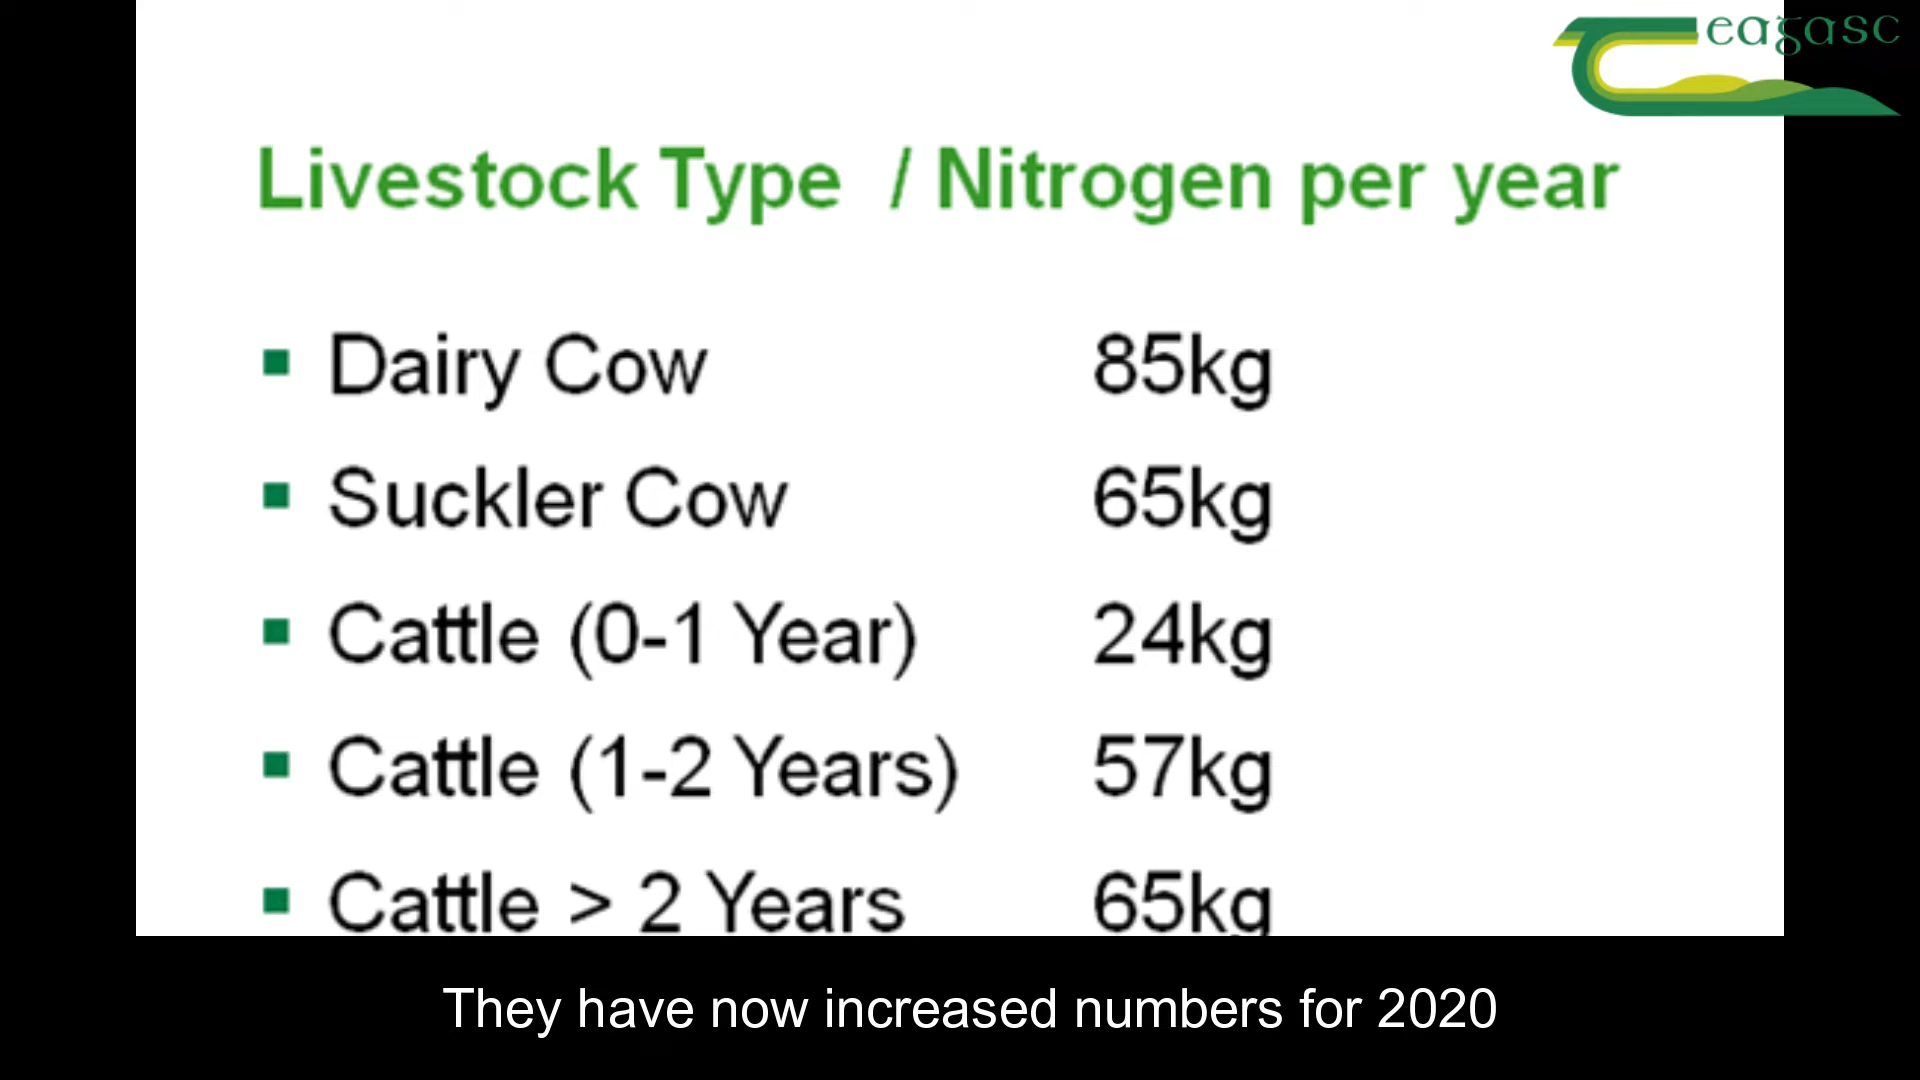 eagasc
Livestock Type / Nitrogen per year
Dairy Cow 85kg
Suckler Cow 65kg
Cattle (0-1 Year) 24kg
Cattle (1-2 Years) 57kg
Cattle > 2 Years 65kg
They have now increased numbers for 2020